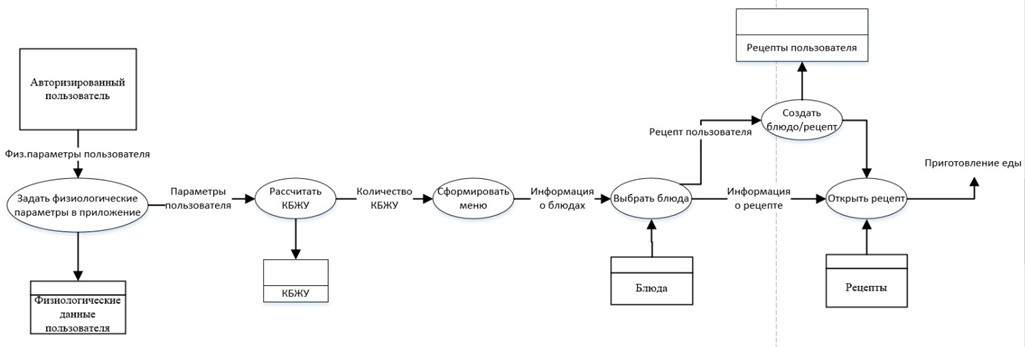 Рецепты пользователя
Авторизированный
пользователь
Создать
блюдо/рецепт
Рецепт пользователя
Физ.параметры пользователя
Приготовление еды
Задать физиологические
параметры в приложение
Параметры
пользователя
Рассчитать
КБЖУ
Количество
КБЖУ
Сформировать
меню
Информация
о блюдах
Выбрать блюда
Информация
о рецепте
Открыть рецепт
Физиологические
данные
пользователя
КБЖУ
Блюда
Рецепты